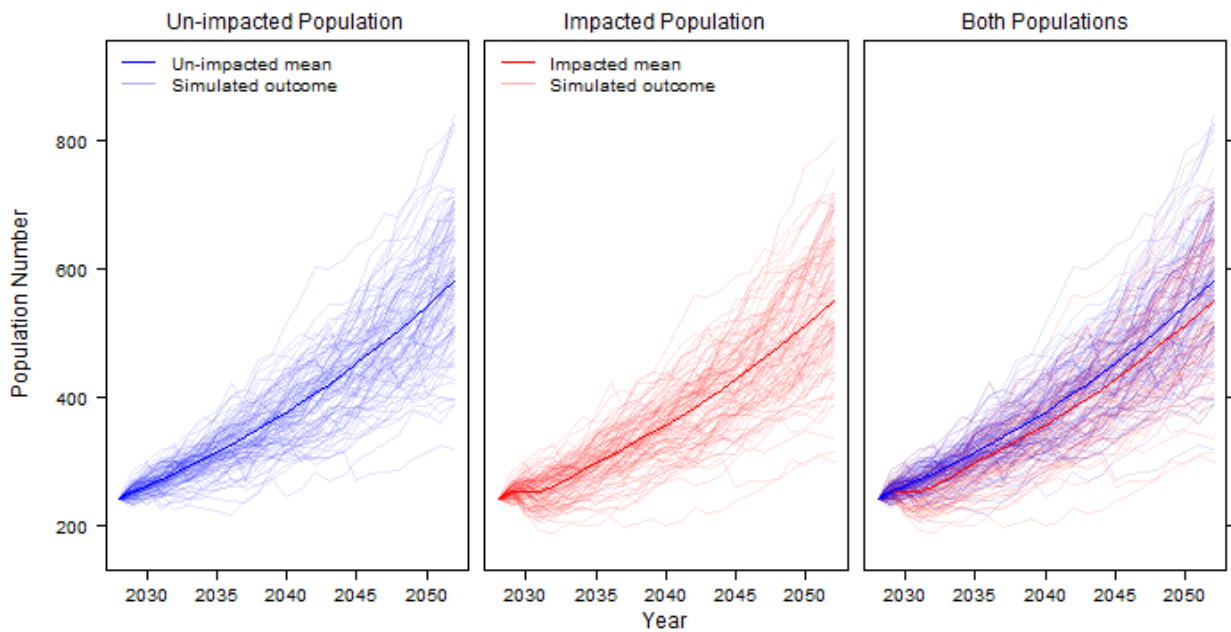 Un-impacted Population
Impacted Population
Both Populations
Un-impacted mean
Simulated outcome
Impacted mean
Simulated outcome
Population Number
800
600
400
200
2030 2035 2040 2045 2050
2030 2035 2040 2045 2050
2030 2035 2040 2045 2050
Year